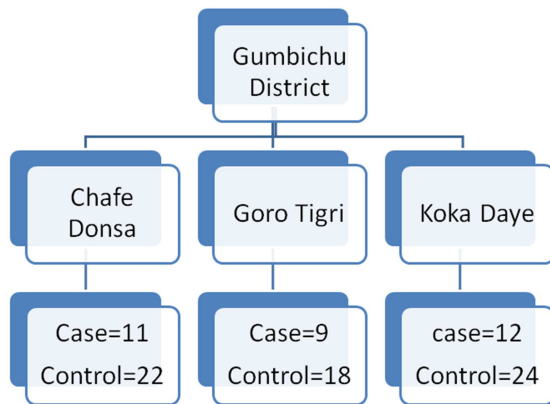 Gumbichu
District
Chafe
Donsa
Goro Tigri
Koka Daye
Case=11
Control=22
Case=9
Control=18
case=12
Control=24